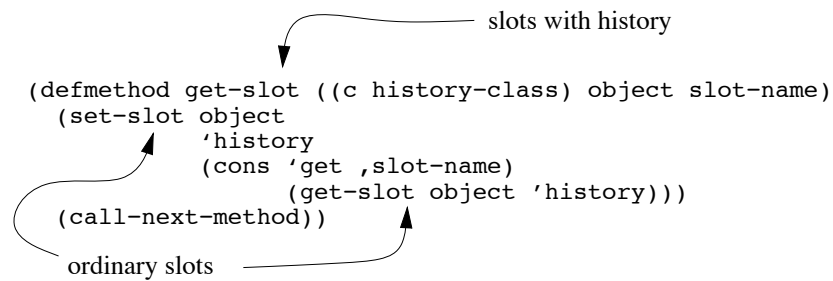 slots with history
(defmethod get-slot ((c history-class) object slot-name)
  (set-slot object
            ‘history
            (cons ‘get ,slot-name)
                  (get-slot object ’history)))
  (call-next-method))
ordinary slots